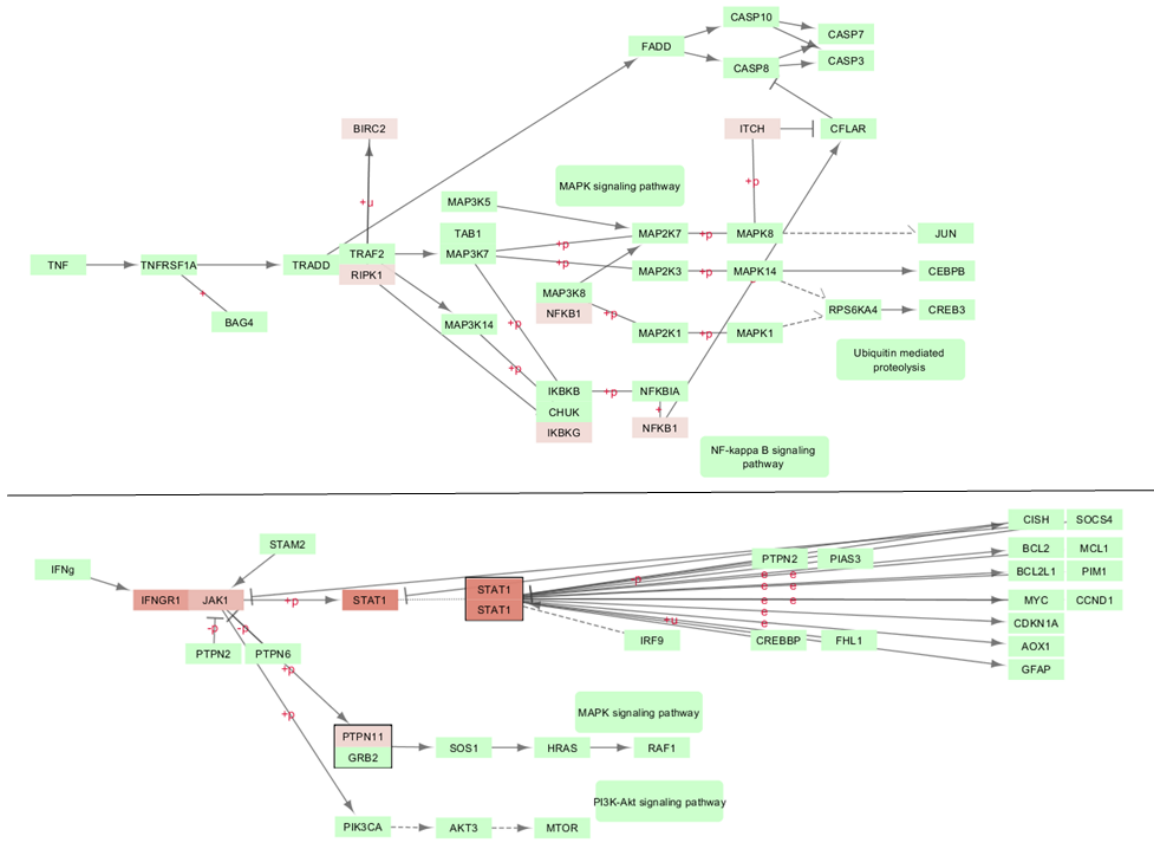 CASP10
CASP7
FADD
CASP8
CASP3
BIRC2
ITCH
CFLAR
+u
+p
MAPK signaling pathway
MAP3K5
TAB1
MAP2K7
+p
MAPK8
JUN
TRAF2
MAP3K7
+p
TNF
TNFRSF1A
TRADD
RIPK1
+p
MAP2K3
+p
MAPK14
CEBPB
+
MAP3K8
NFKB1
RPS6KA4
CREB3
BAG4
MAP3K14
+p
+p
MAP2K1
+p
MAPK1
Ubiquitin mediated
proteolysis
+p
IKBKB
+p
NFKBIA
CHUK
+
IKBKG
NFKB1
NF-kappa B signaling
pathway
CISH
SOCS4
STAM2
PTPN2
PIAS3
BCL2
MCL1
IFNg
-p
e
e
BCL2L1
PIM1
STAT1
e
e
IFNGR1
JAK1
+p
STAT1
MYC
CCND1
STAT1
e
+u
e
CDKN1A
-p
-p
IRF9
CREBBP
FHL1
AOX1
PTPN2
PTPN6
GFAP
+p
MAPK signaling pathway
+p
PTPN11
GRB2
SOS1
HRAS
RAF1
PI3K-Akt signaling pathway
PIK3CA
AKT3
MTOR